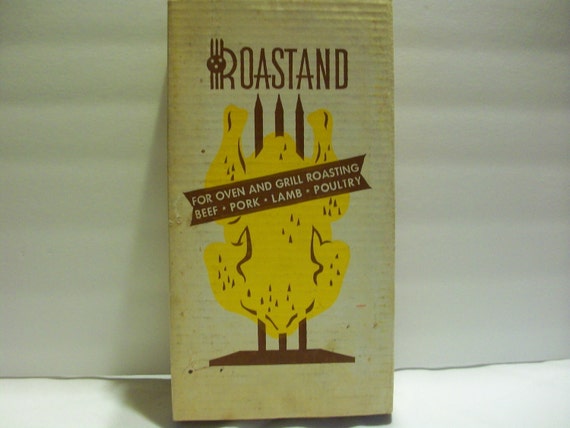 ROASTAND
FOR OVEN AND GRILL ROASTING
BEEF • PORK • LAMB • POULTRY